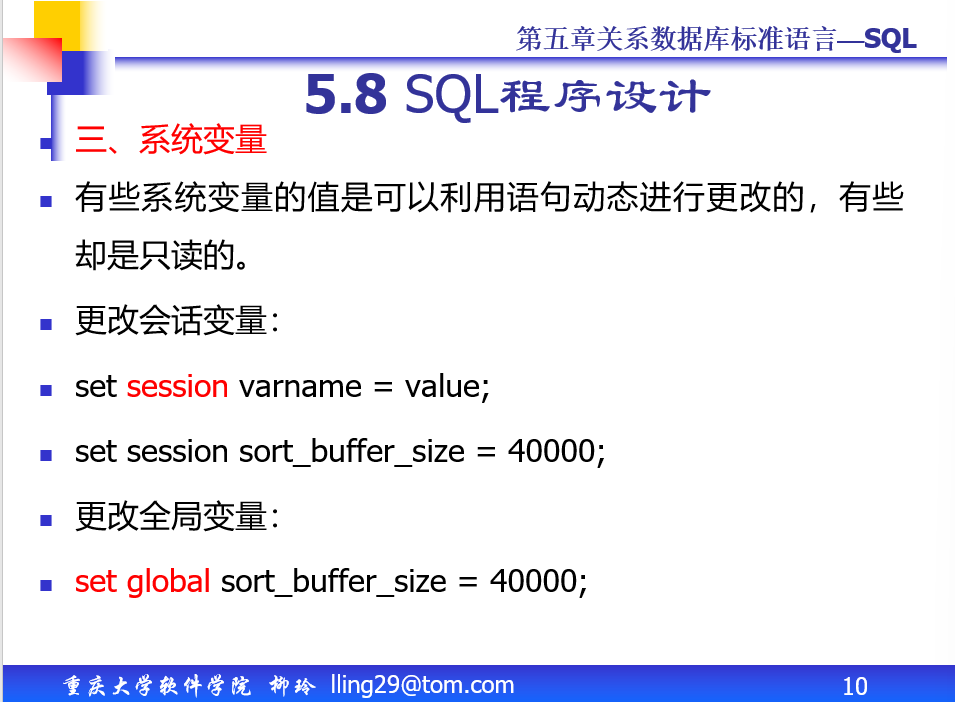 第五章关系数据库标准语言—SQL
5.8 SQL程序设计
三、系统变量
有些系统变量的值是可以利用语句动态进行更改的，有些
却是只读的。
更改会话变量：
set session varname = value;
set session sort_buffer_size = 40000;
更改全局变量：
set global sort_buffer_size = 40000;
重庆大学软件学院 柳玲 lling29@tom.com
10